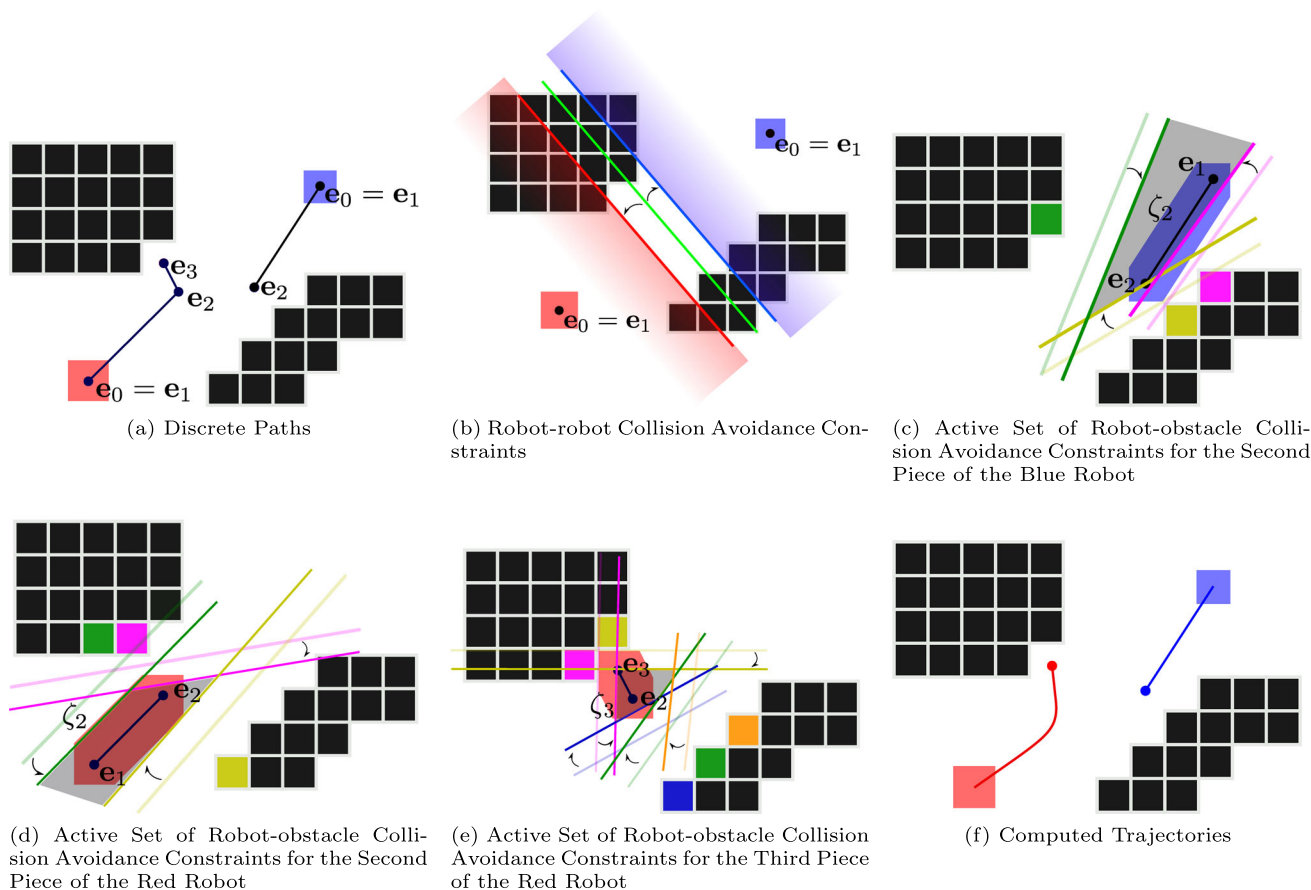 e₃
e₂
e₀ = e₁
e₀ = e₁
e₂
(a) Discrete Paths
e₀ = e₁
e₀ = e₁
(b) Robot-robot Collision Avoidance Con-
straints
e₁
ζ₂
e₂
(c) Active Set of Robot-obstacle Colli-
sion Avoidance Constraints for the Second
Piece of the Blue Robot
e₂
ζ₂
e₁
(d) Active Set of Robot-obstacle Colli-
sion Avoidance Constraints for the Second
Piece of the Red Robot
e₃
e₂
ζ₃
(e) Active Set of Robot-obstacle Collision
Avoidance Constraints for the Third Piece
of the Red Robot
(f) Computed Trajectories